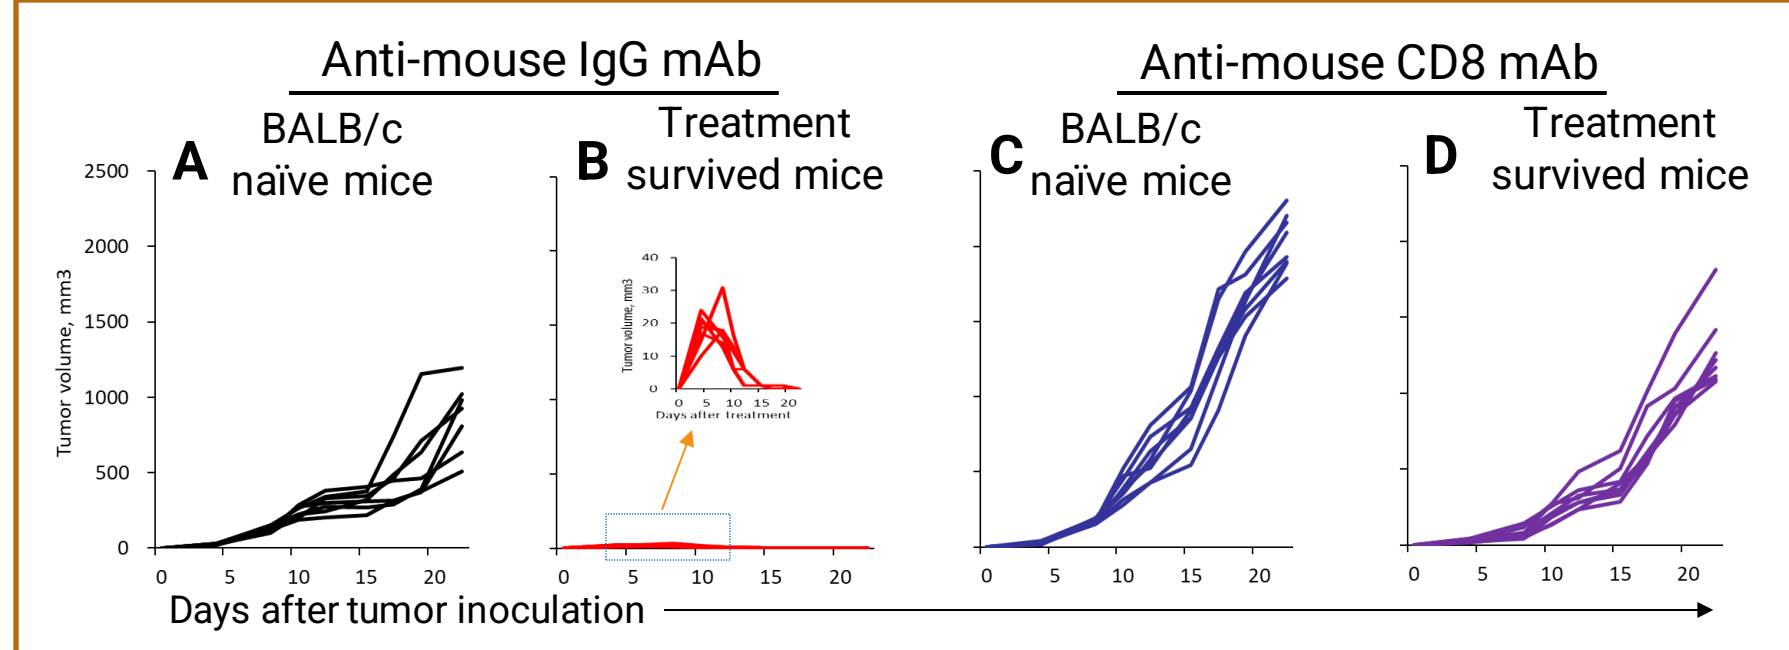 Anti-mouse IgG mAb
Anti-mouse CD8 mAb
A
BALB/c
naïve mice
B
Treatment
survived mice
C
BALB/c
naïve mice
D
Treatment
survived mice
Tumor volume, mm3
2500
2000
1500
1000
500
0
0 5 10 15 20
Tumor volume, mm3
40
30
20
10
0
0 5 10 15 20
Days after treatment
0 5 10 15 20
0 5 10 15 20
0 5 10 15 20
Days after tumor inoculation